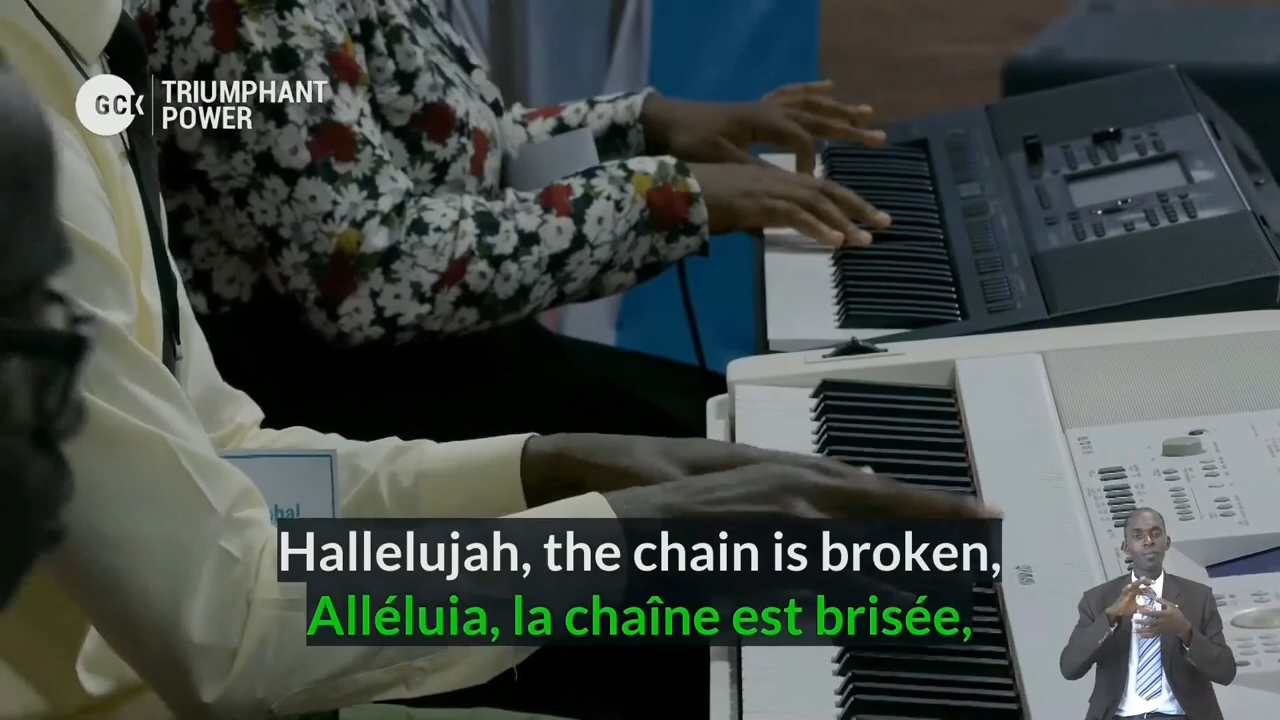 GCK
TRIUMPHANT
POWER
Hallelujah, the chain is broken,
Alléluia, la chaîne est brisée,